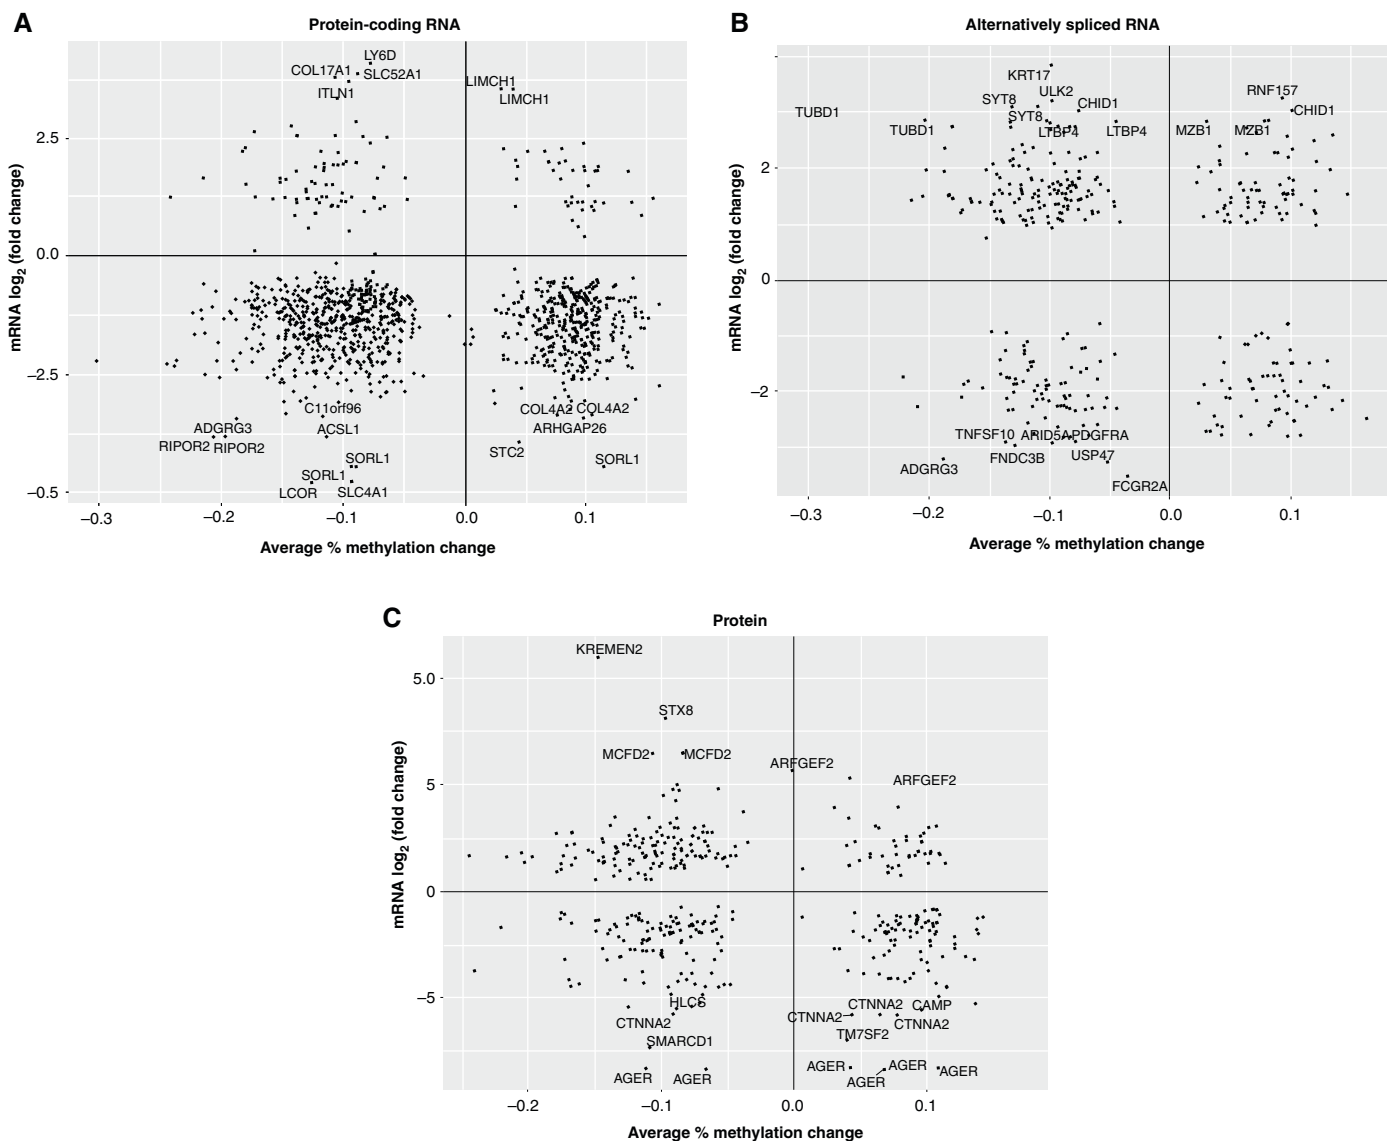 A
Protein-coding RNA
LY6D
COL17A1
SLC52A1
ITLN1
LIMCH1
LIMCH1
2.5
0.0
–2.5
–0.5
mRNA log2 (fold change)
C11orf96
ADGRG3
ACSL1
RIPOR2
RIPOR2
SORL1
SORL1
LCOR
SLC4A1
COL4A2
COL4A2
ARHGAP26
STC2
SORL1
–0.3
–0.2
–0.1
0.0
0.1
Average % methylation change
B
Alternatively spliced RNA
KRT17
ULK2
SYT8
CHID1
SYT8
LTBP4
LTBP4
TUBD1
TUBD1
RNF157
CHID1
MZB1
MZB1
2
0
–2
mRNA log2 (fold change)
TNFSF10
ARID5A
PDGFRA
FNDC3B
USP47
ADGRG3
FCGR2A
–0.3
–0.2
–0.1
0.0
0.1
Average % methylation change
C
Protein
KREMEN2
STX8
MCFD2
MCFD2
ARFGEF2
ARFGEF2
5.0
5
0
–5
mRNA log2 (fold change)
HLCS
CTNNA2
SMARCD1
AGER
AGER
CTNNA2
CTNNA2
CAMP
CTNNA2
TM7SF2
AGER
AGER
AGER
AGER
–0.2
–0.1
0.0
0.1
Average % methylation change